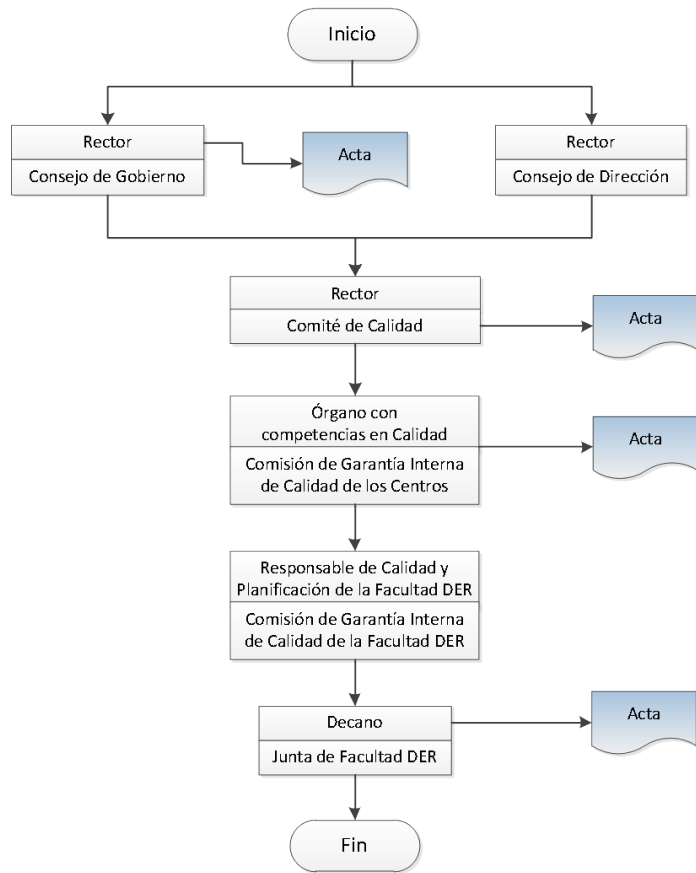 Inicio
Rector
Consejo de Gobierno
Acta
Rector
Consejo de Dirección
Rector
Comité de Calidad
Acta
Órgano con
competencias en Calidad
Comisión de Garantía Interna
de Calidad de los Centros
Acta
Responsable de Calidad y
Planificación de la Facultad DER
Comisión de Garantía Interna
de Calidad de la Facultad DER
Decano
Junta de Facultad DER
Acta
Fin